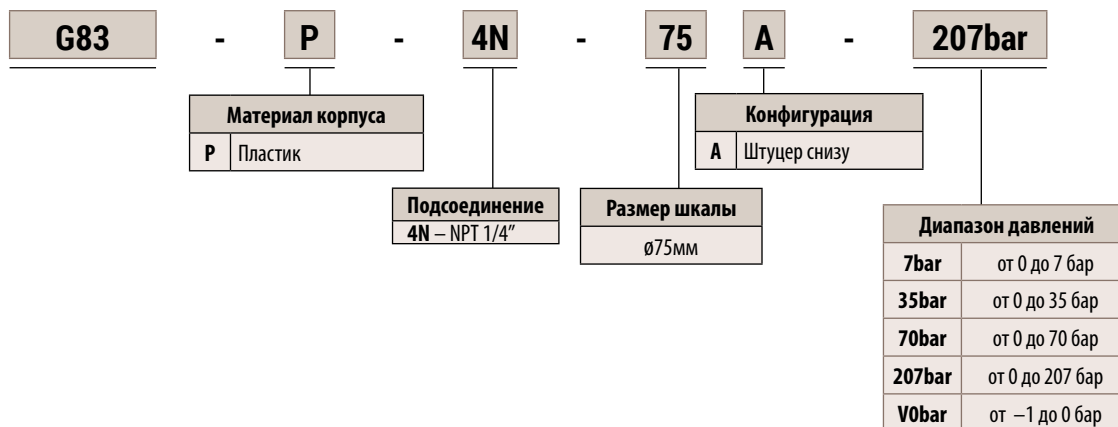 G83 - P - 4N - 75 A - 207bar
Материал корпуса
P Пластик
Конфигурация
A Штуцер снизу
Подсоединение
4N – NPT 1/4”
Размер шкалы
ø75мм
Диапазон давлений
7bar от 0 до 7 бар
35bar от 0 до 35 бар
70bar от 0 до 70 бар
207bar от 0 до 207 бар
V0bar от –1 до 0 бар